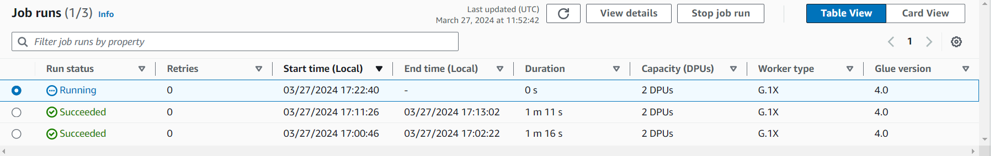 Job runs (1/3) Info
Last updated (UTC)
March 27, 2024 at 11:52:42
View details
Stop job run
Table View
Card View
Filter job runs by property
1
Run status Retries Start time (Local) End time (Local) Duration Capacity (DPUs) Worker type Glue version
Running 0 03/27/2024 17:22:40 - 0 s 2 DPUs G.1X 4.0
Succeeded 0 03/27/2024 17:11:26 03/27/2024 17:13:02 1 m 11 s 2 DPUs G.1X 4.0
Succeeded 0 03/27/2024 17:00:46 03/27/2024 17:02:22 1 m 16 s 2 DPUs G.1X 4.0